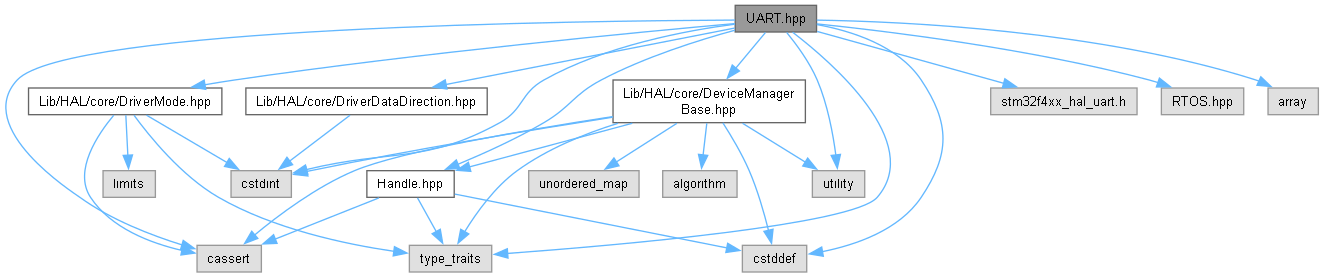 UART.hpp
Lib/HAL/core/DriverMode.hpp
Lib/HAL/core/DriverDataDirection.hpp
Lib/HAL/core/DeviceManager
Base.hpp
stm32f4xx_hal_uart.h
RTOS.hpp
array
limits
cstdint
Handle.hpp
unordered_map
algorithm
utility
cassert
type_traits
cstddef